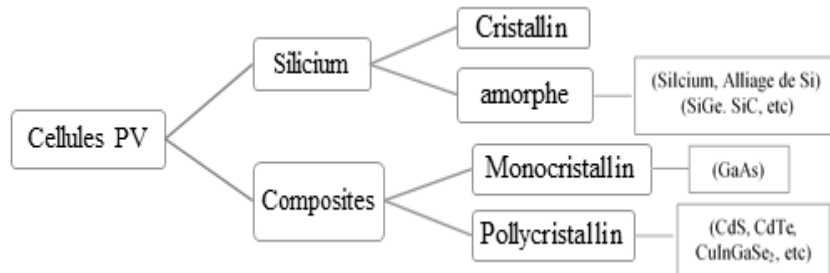 Cellules PV
Silicium
Cristallin
amorphe
(Silcium, Alliage de Si)
(SiGe. SiC, etc)
Composites
Monocristallin
(GaAs)
Pollycristallin
(CdS, CdTe,
CuInGaSe₂, etc)